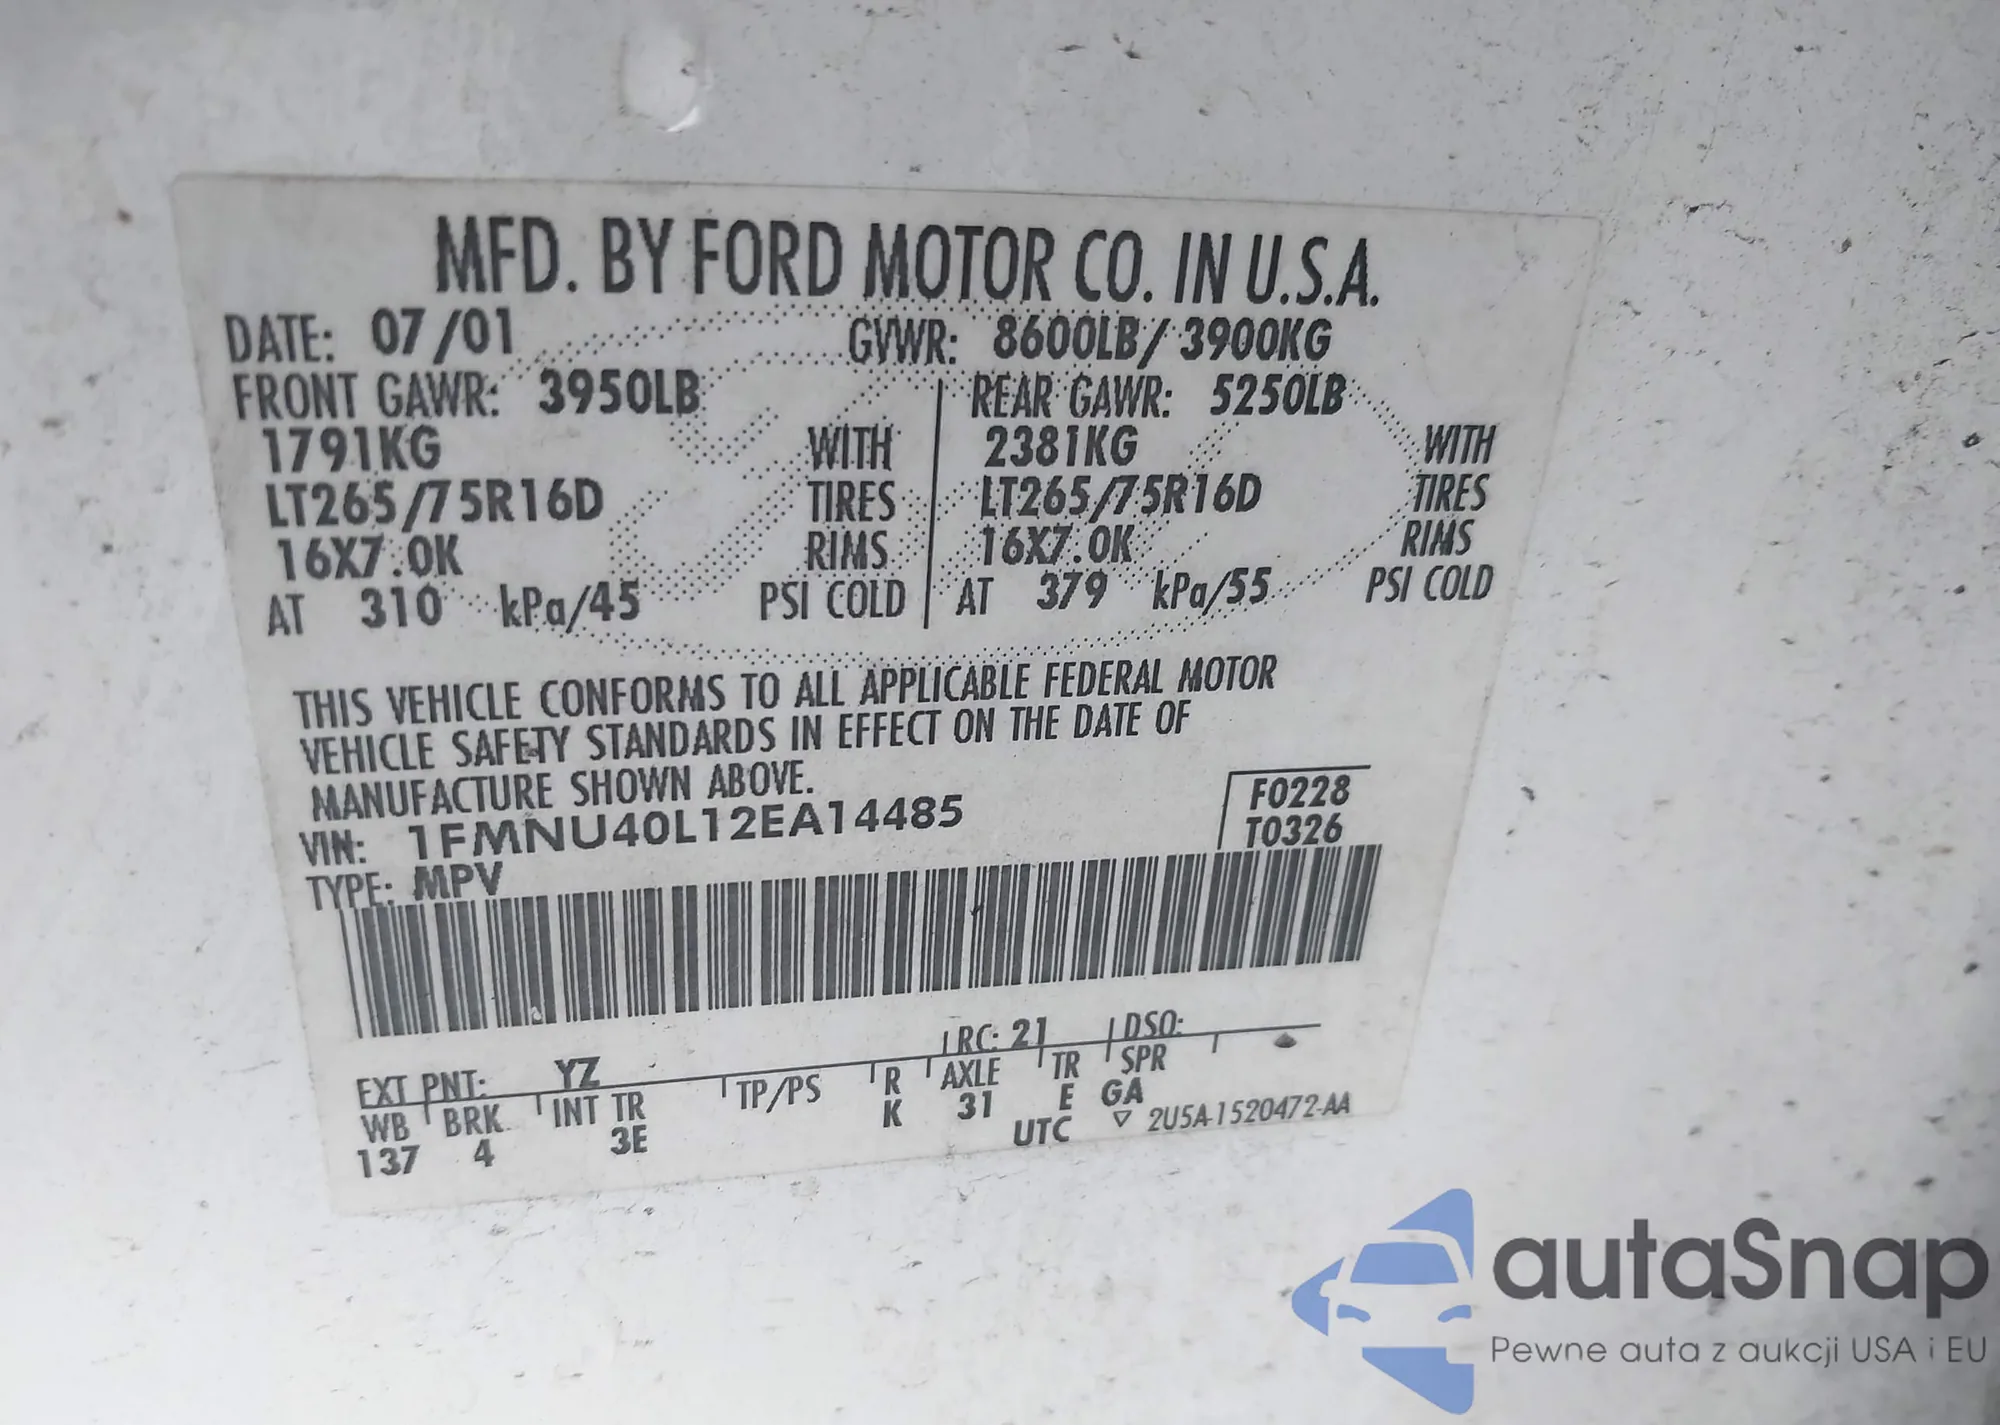 MFD. BY FORD MOTOR CO. IN U.S.A.
DATE: 07/01 GVWR: 8600LB/3900KG
FRONT GAWR: 3950LB REAR GAWR: 5250LB
1791KG WITH 2381KG WITH
LT265/75R16D TIRES LT265/75R16D TIRES
16X7.0K RIMS 16X7.0K RIMS
AT 310 kPa/45 PSI COLD AT 379 kPa/55 PSI COLD
THIS VEHICLE CONFORMS TO ALL APPLICABLE FEDERAL MOTOR
VEHICLE SAFETY STANDARDS IN EFFECT ON THE DATE OF
MANUFACTURE SHOWN ABOVE.
VIN: 1FMNU40L12EA14485 F0228
TYPE: MPV T0326
EXT PNT: YZ RC: 21 DSO:
WB BRK INT TR TP/PS R AXLE TR SPR
137 4 3E K 31 E GA
UTC ▽ 2U5A-1520472-AA
autaSnap
Pewne auta z aukcji USA i EU